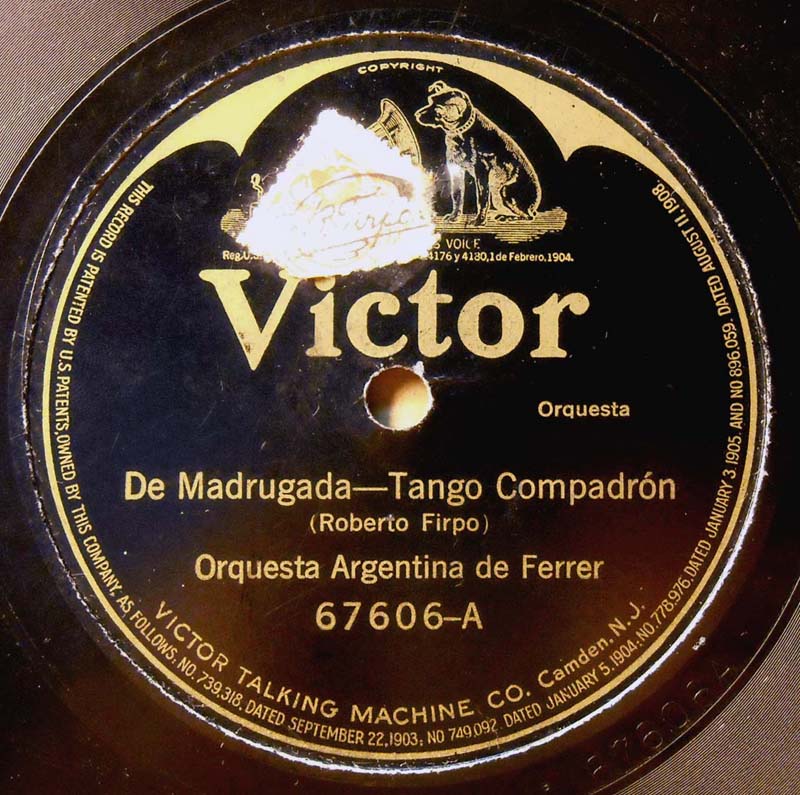 COPYRIGHT
Firpo
S VOICE
Reg.U.S. 4176 y 4180,1 de Febrero, 1904.
Victor
Orquesta
De Madrugada—Tango Compadrón
(Roberto Firpo)
Orquesta Argentina de Ferrer
67606-A
VICTOR TALKING MACHINE CO. Camden, N.J.
THIS RECORD IS PATENTED BY U.S. PATENTS, OWNED BY THIS COMPANY, AS FOLLOWS: NO. 739,318, DATED SEPTEMBER 22, 1903; NO 749,092, DATED JANUARY 5, 1904; NO. 778,976, DATED JANUARY 3, 1905, AND NO 896,059, DATED AUGUST 11, 1908